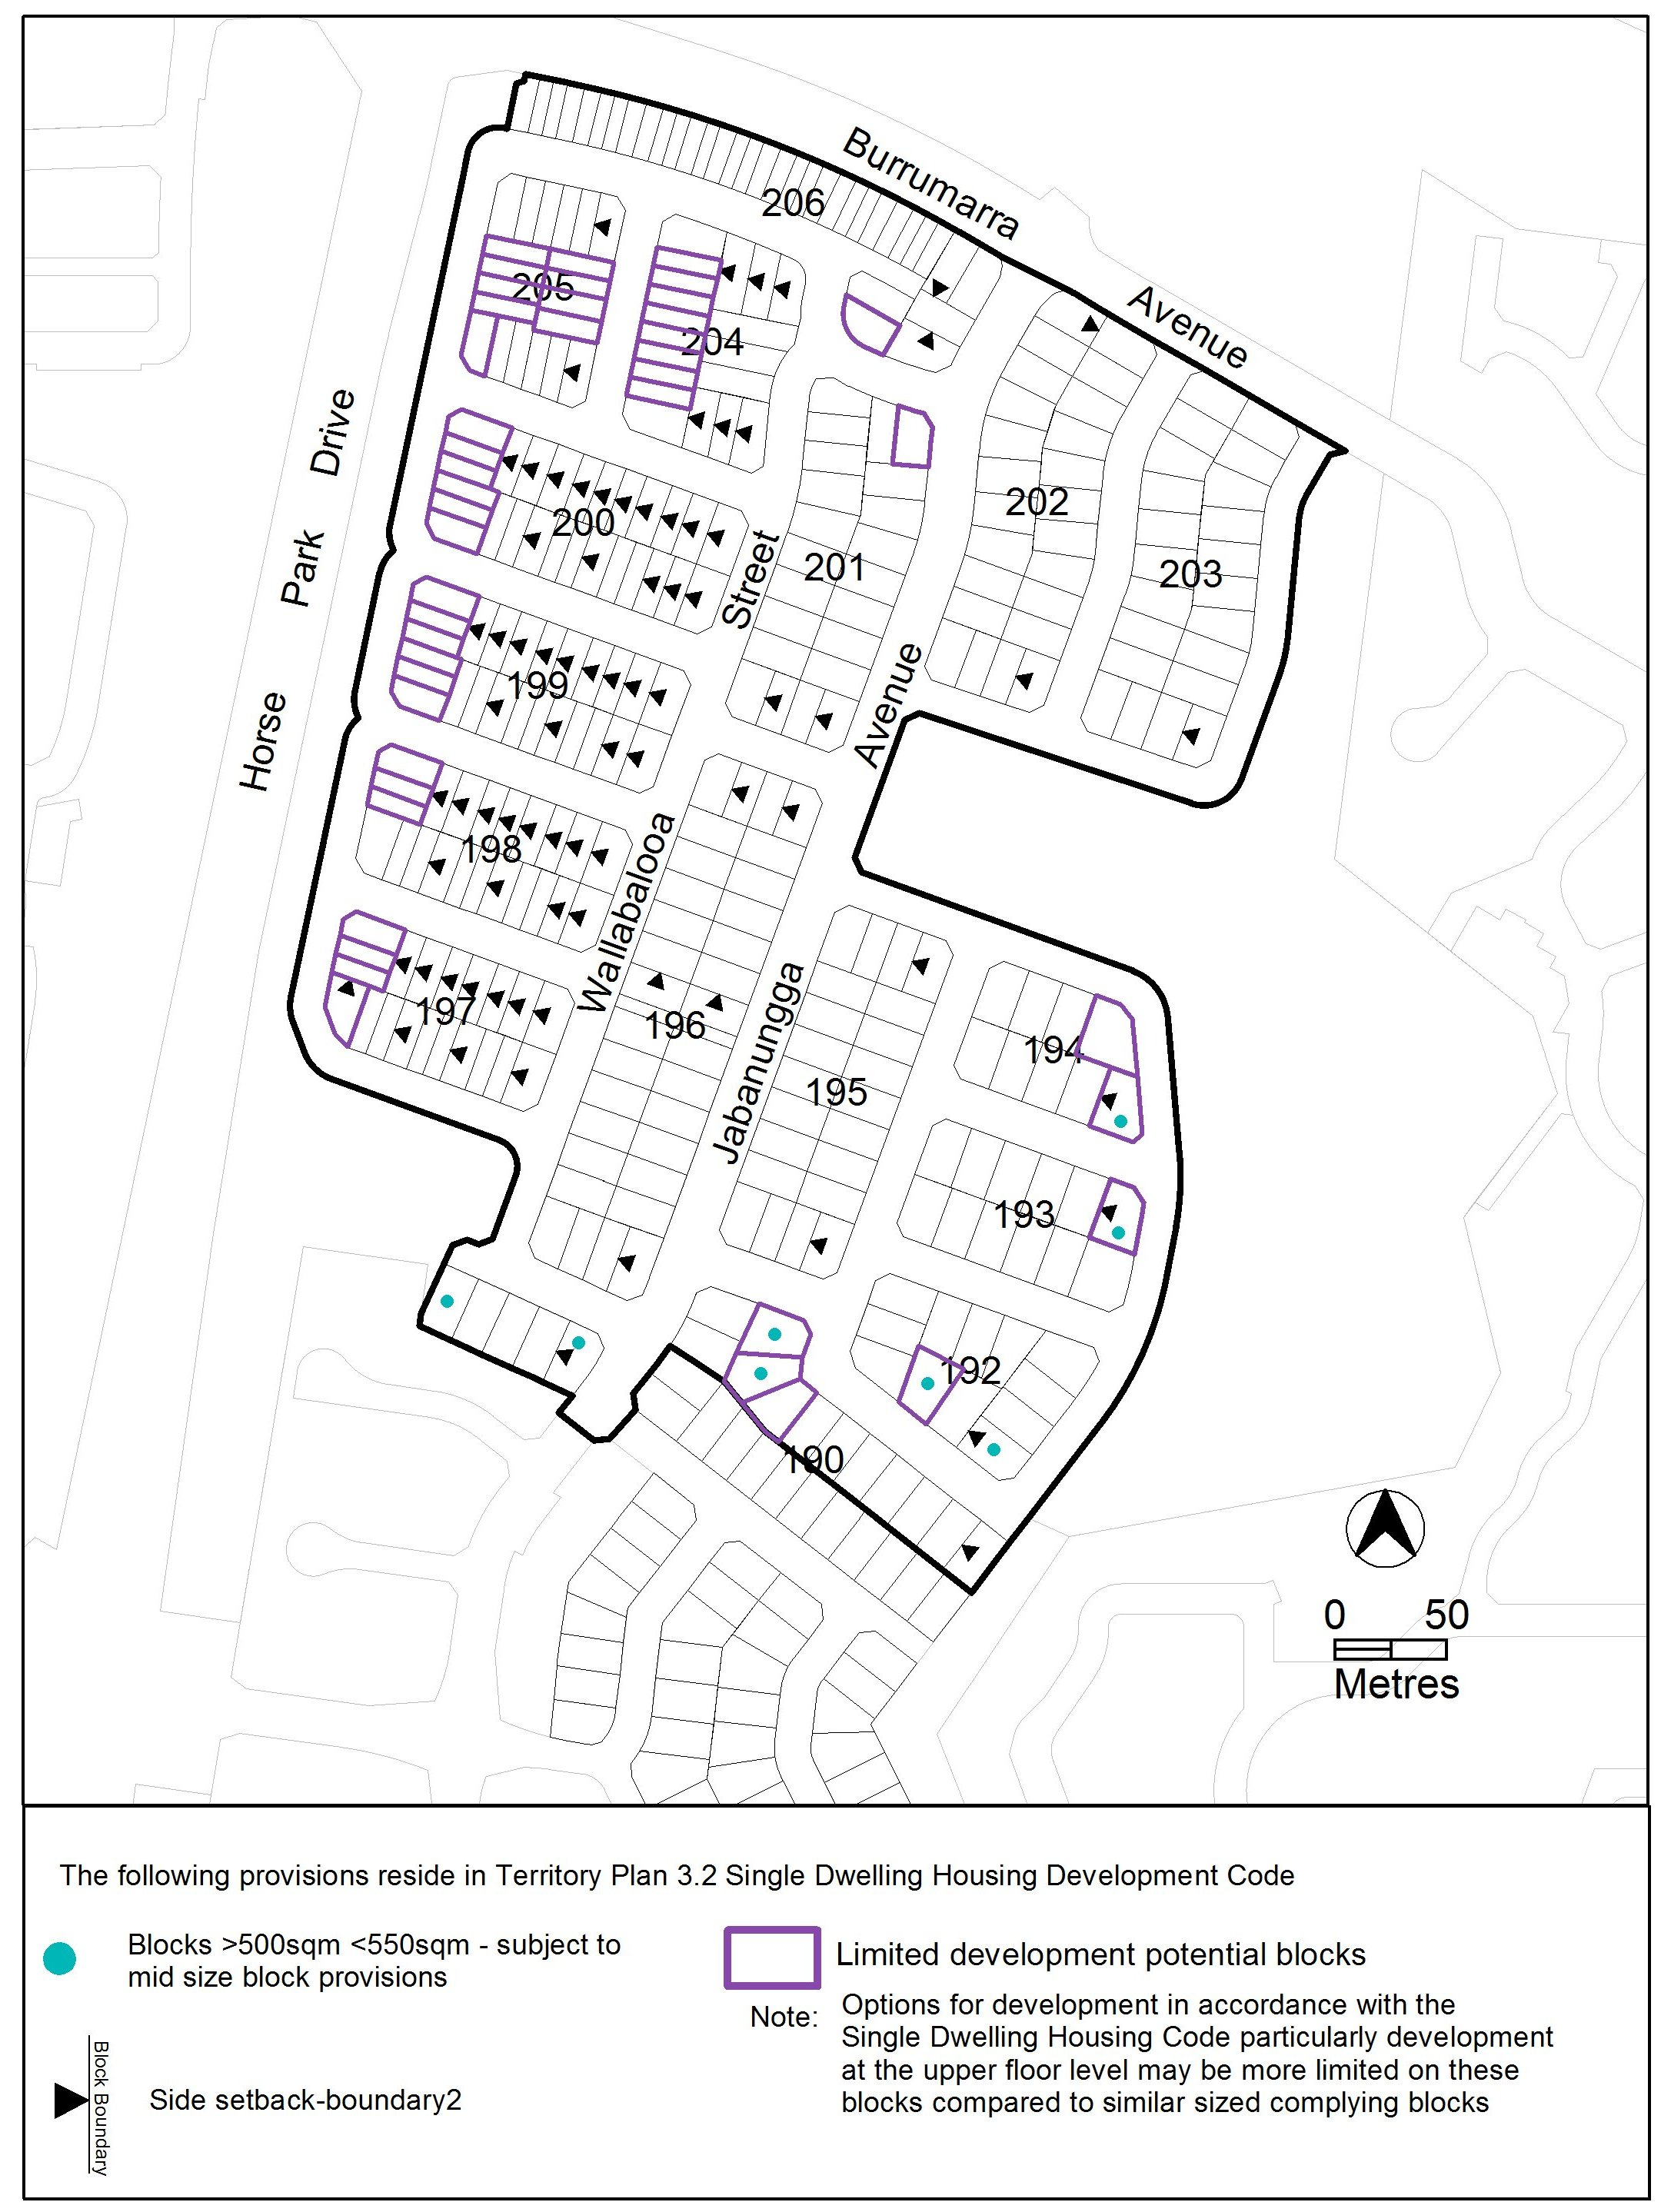 Burrumarra
206
Avenue
205
204
Drive
200
202
Park
Street
201
203
199
Avenue
Horse
198
Wallabalooa
197
196
Jabanungga
194
195
193
192
190
0 50
Metres
The following provisions reside in Territory Plan 3.2 Single Dwelling Housing Development Code
Blocks >500sqm <550sqm - subject to
mid size block provisions
Limited development potential blocks
Note: Options for development in accordance with the
Single Dwelling Housing Code particularly development
at the upper floor level may be more limited on these
blocks compared to similar sized complying blocks
Block Boundary
Side setback-boundary2